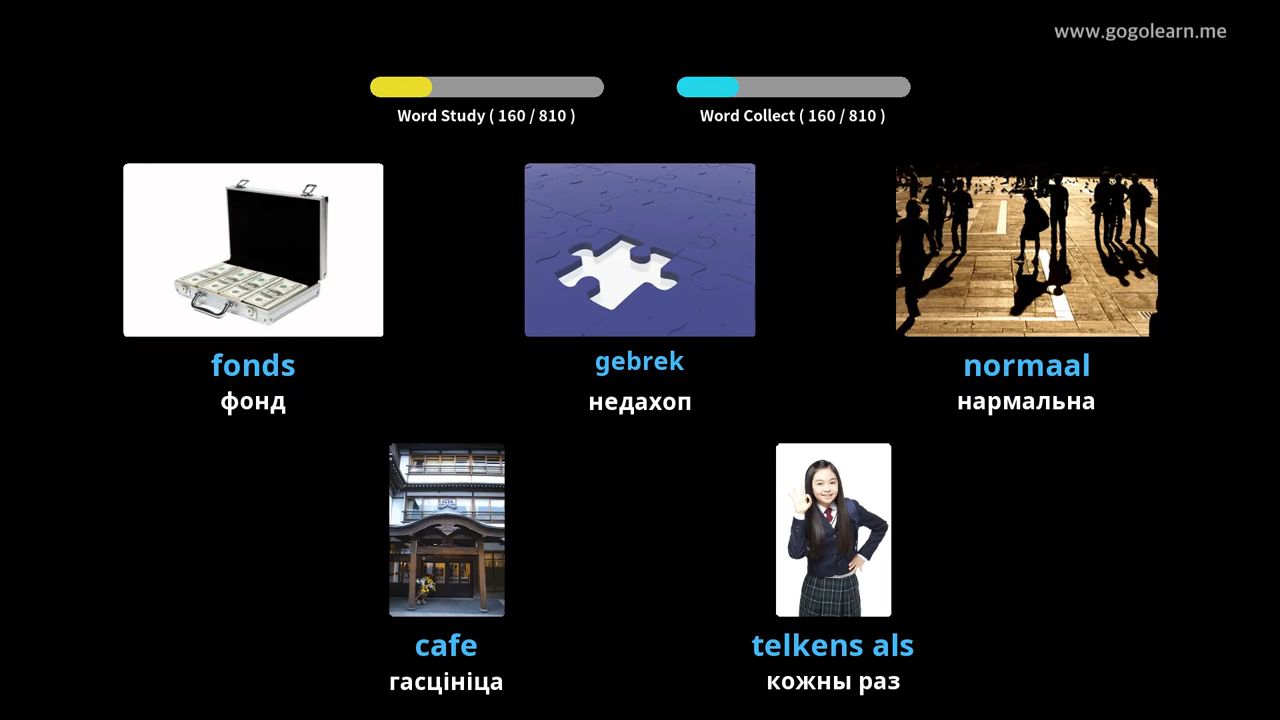 www.gogolearn.me
Word Study ( 160 / 810 )
Word Collect ( 160 / 810 )
fonds
фонд
gebrek
недахоп
normaal
нармальна
cafe
гасцініца
telkens als
кожны раз